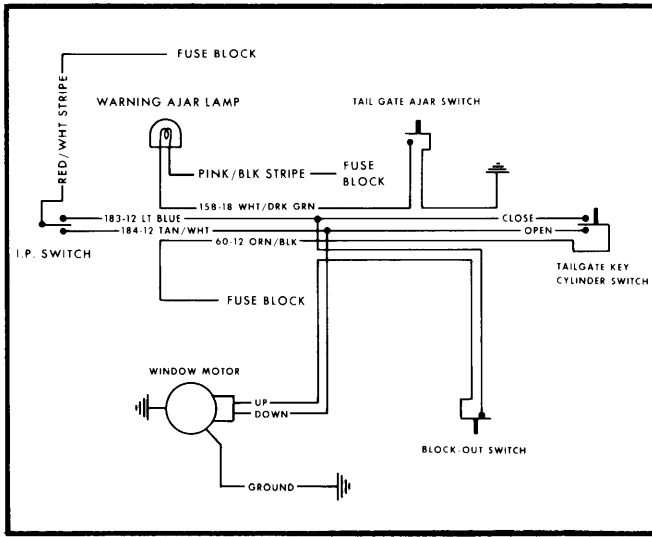 FUSE BLOCK
RED/WHT STRIPE
WARNING AJAR LAMP
TAIL GATE AJAR SWITCH
PINK/BLK STRIPE
FUSE
BLOCK
158-18 WHT/DRK GRN
183-12 LT BLUE
CLOSE
184-12 TAN/WHT
OPEN
60-12 ORN/BLK
I.P. SWITCH
TAILGATE KEY
CYLINDER SWITCH
FUSE BLOCK
WINDOW MOTOR
UP
DOWN
BLOCK-OUT SWITCH
GROUND